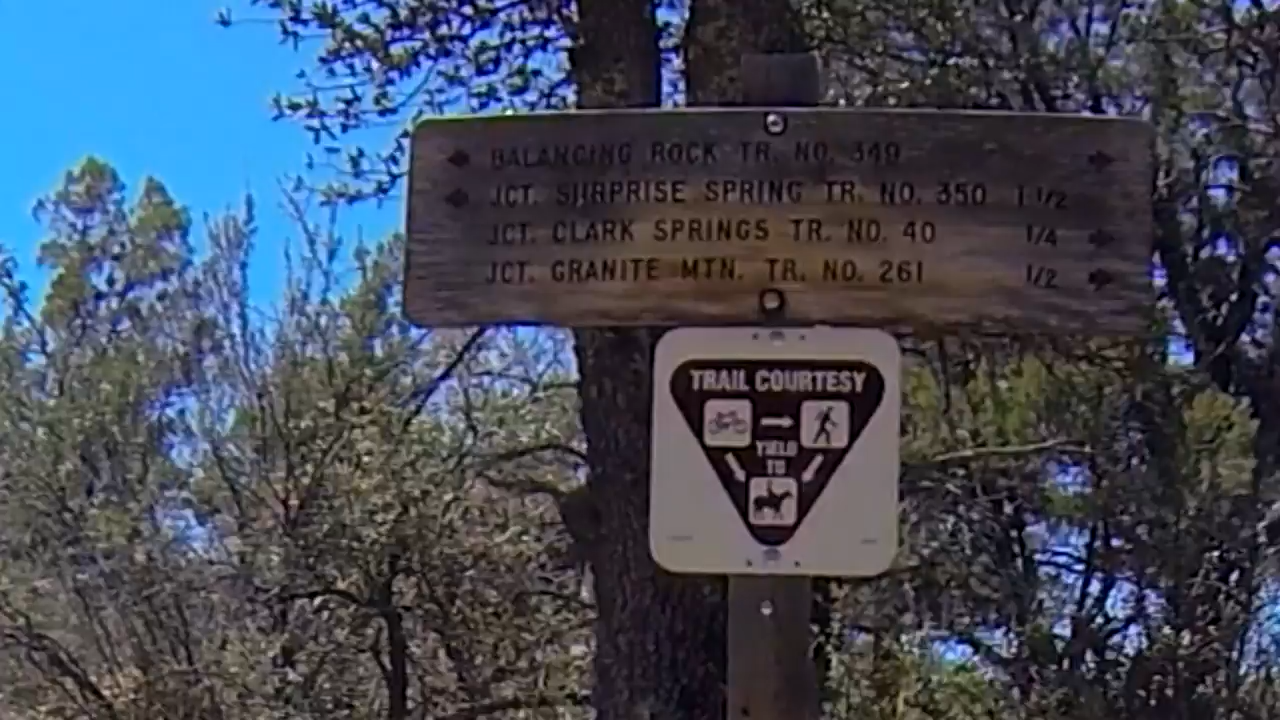 BALANCING ROCK TR. NO. 349
JCT. SURPRISE SPRING TR. NO. 350 1 1/2
JCT. CLARK SPRINGS TR. NO. 40 1/4
JCT. GRANITE MTN. TR. NO. 261 1/2
TRAIL COURTESY
YIELD
TO